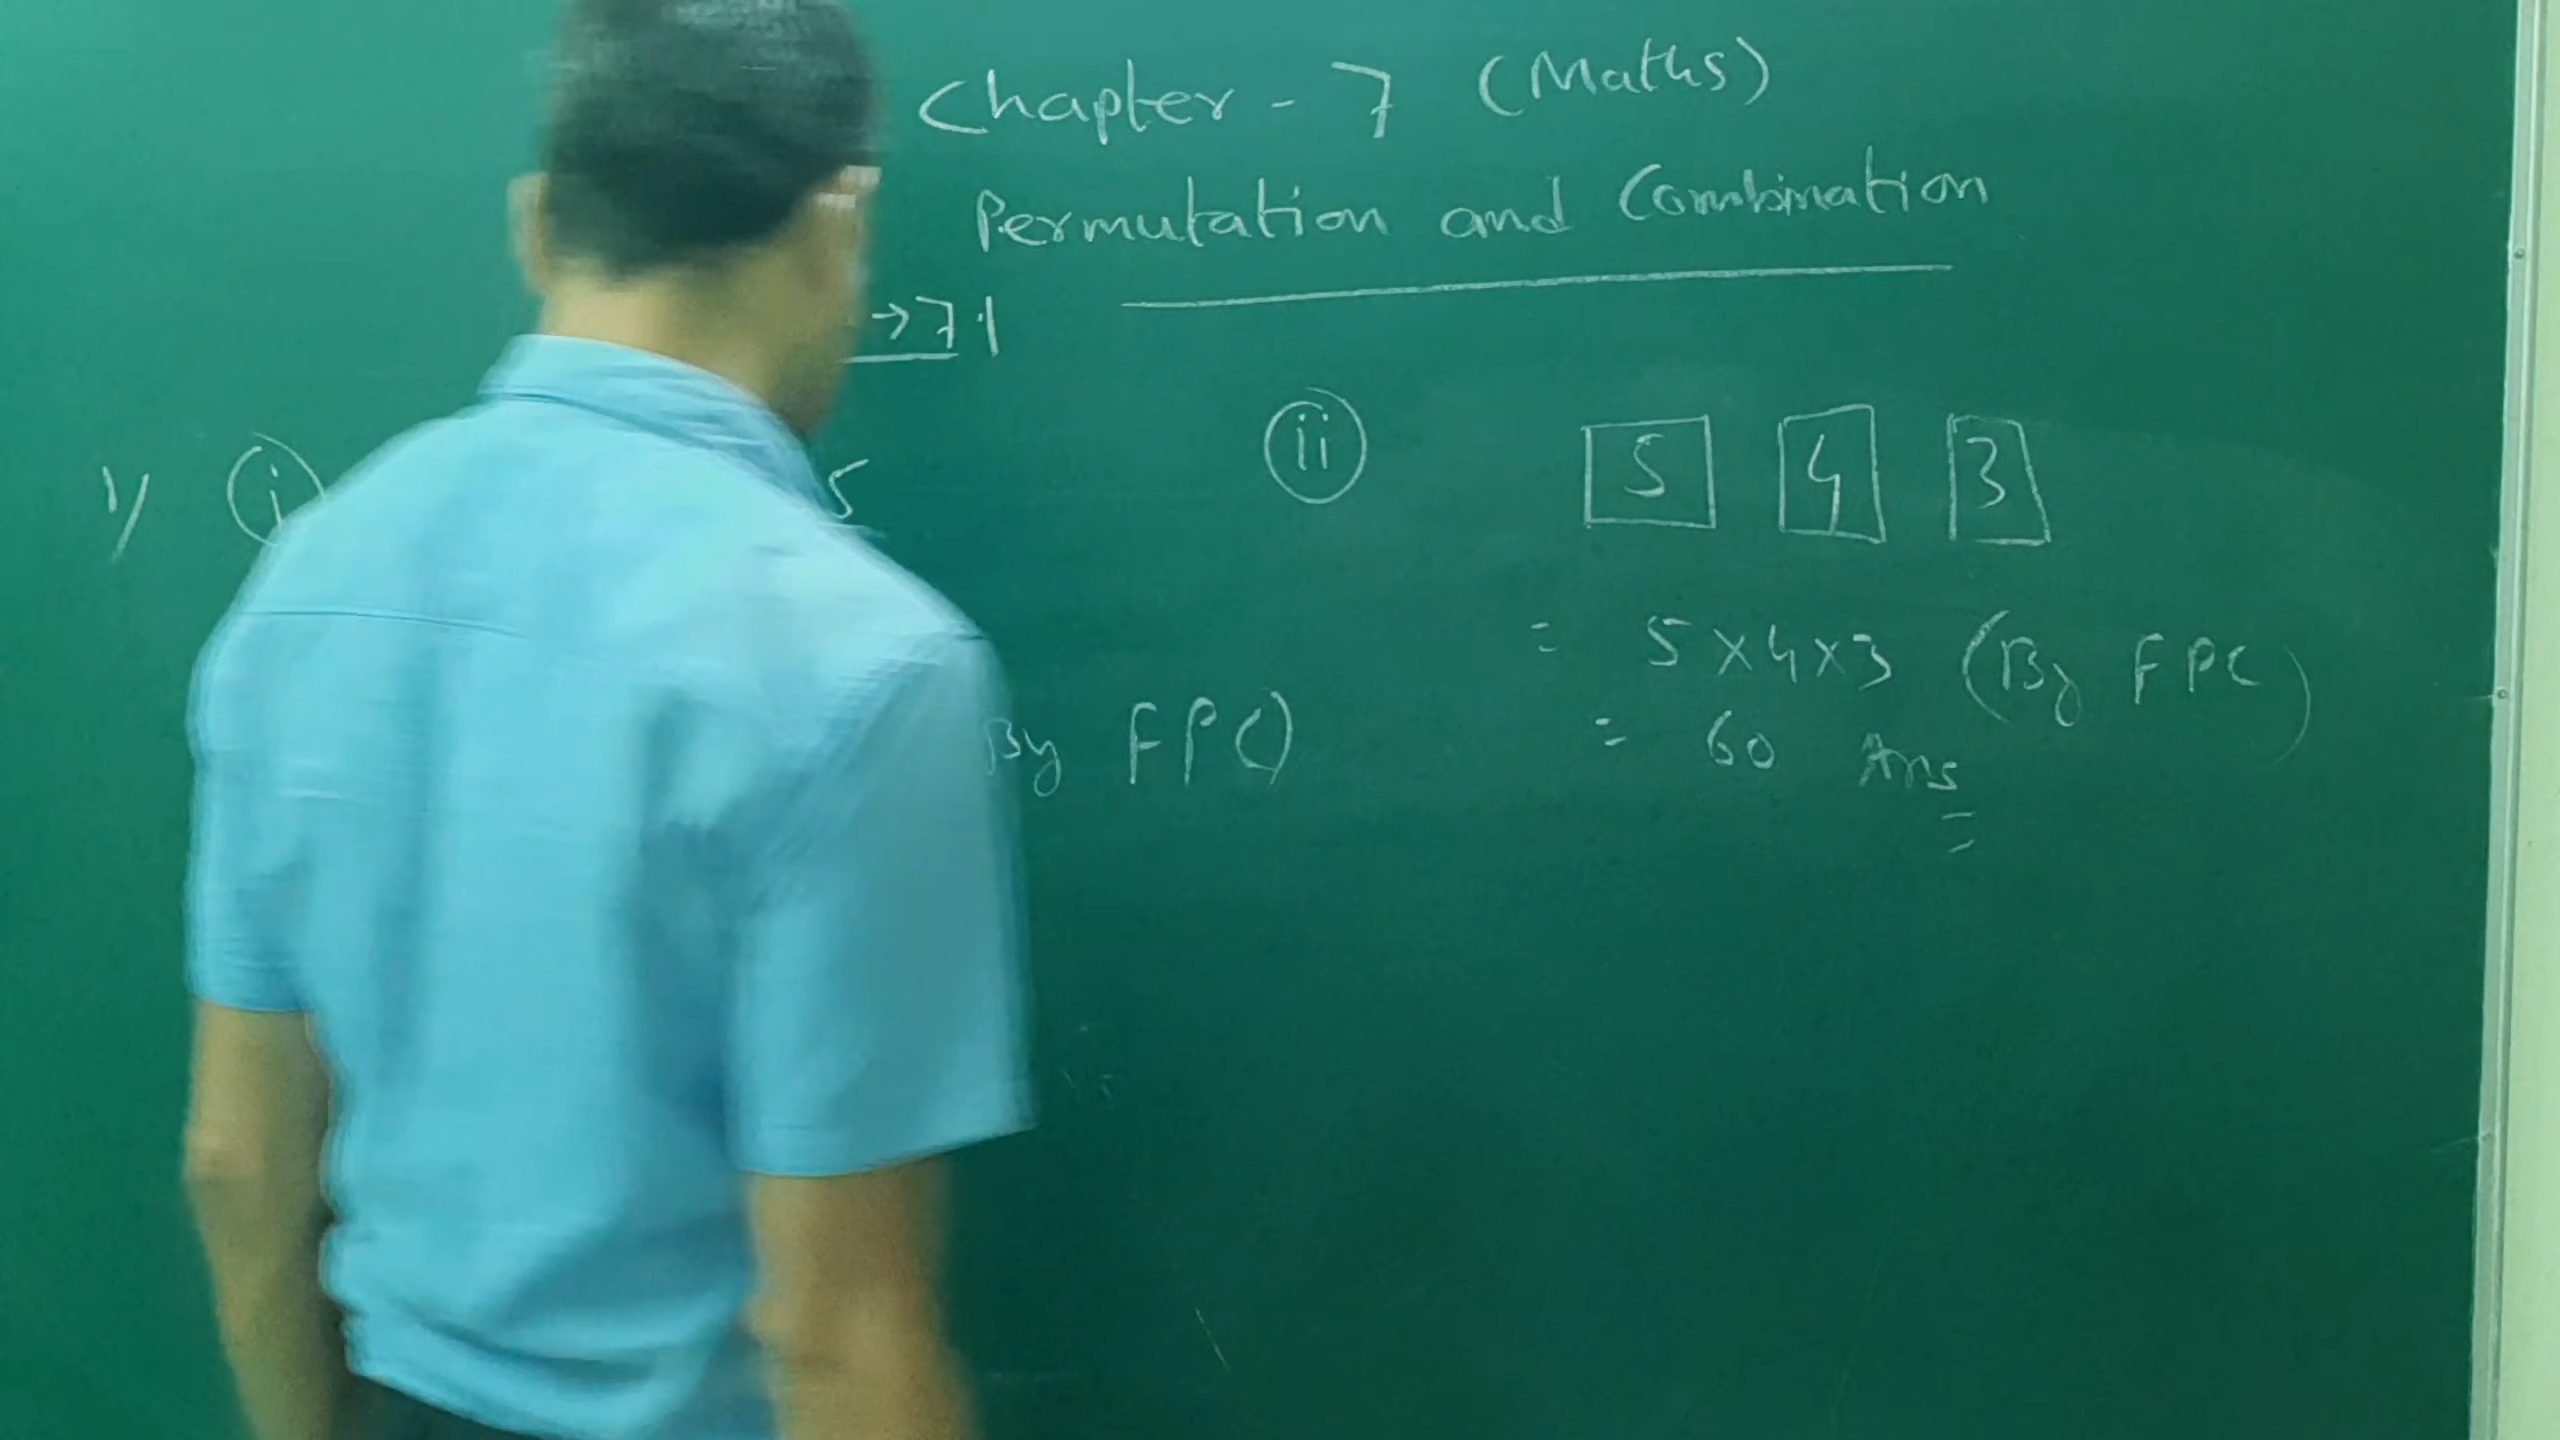 Chapter - 7 (Maths)
Permutation and Combination
→ 7.1
1) (i) 5
By FPC)
(ii) 5 4 3
= 5 x 4 x 3 (By FPC)
= 60 Ans